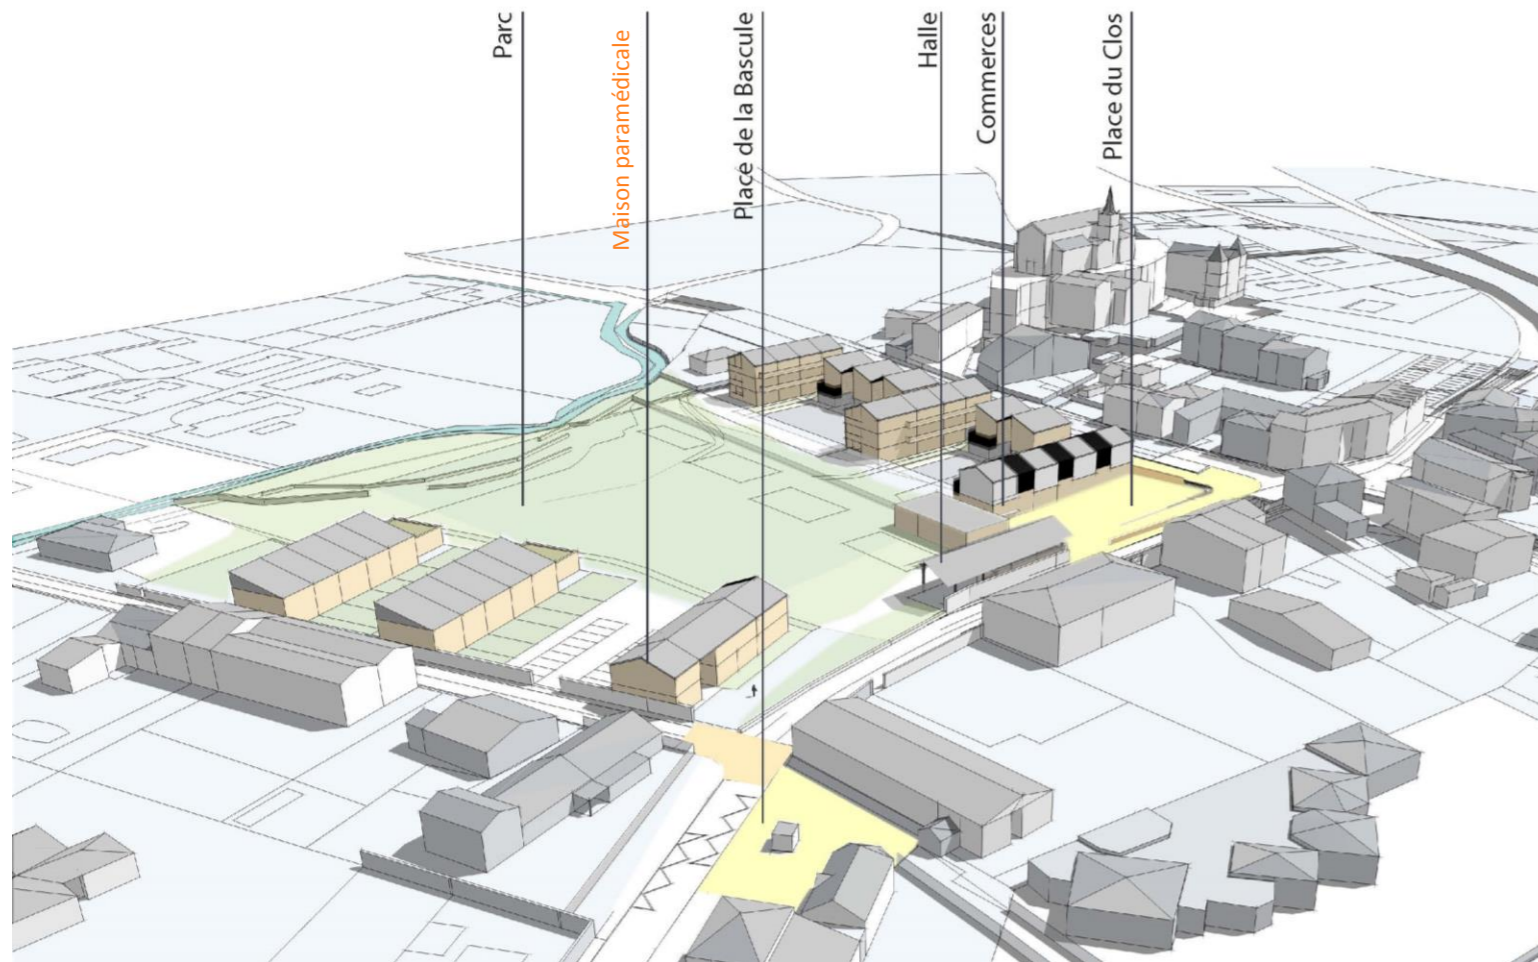 Parc
Maison paramédicale
Place de la Bascule
Halle
Commerces
Place du Clos